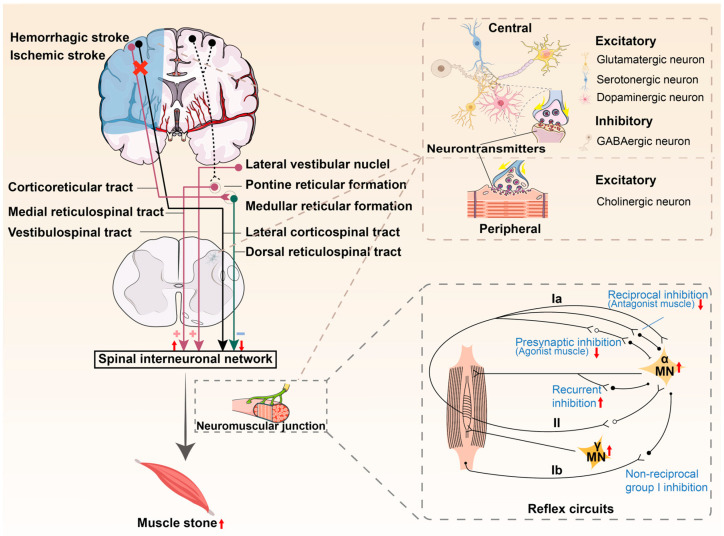 Hemorrhagic stroke
Ischemic stroke
Lateral vestibular nuclel
Corticoreticular tract
Pontine reticular formation
Medullar reticular formation
Medial reticulospinal tract
Vestibulospinal tract
Lateral corticospinal tract
Dorsal reticulospinal tract
+ + −
Spinal interneuronal network
Neuromuscular junction
Muscle stone
Central
Excitatory
Glutamatergic neuron
Serotonergic neuron
Dopaminergic neuron
Inhibitory
GABAergic neuron
Neurontransmitters
Excitatory
Cholinergic neuron
Peripheral
Ia
Reciprocal inhibition
(Antagonist muscle)
Presynaptic inhibition
(Agonist muscle)
α
MN
Recurrent
inhibition
II
γ
MN
Ib
Non-reciprocal
group I inhibition
Reflex circuits